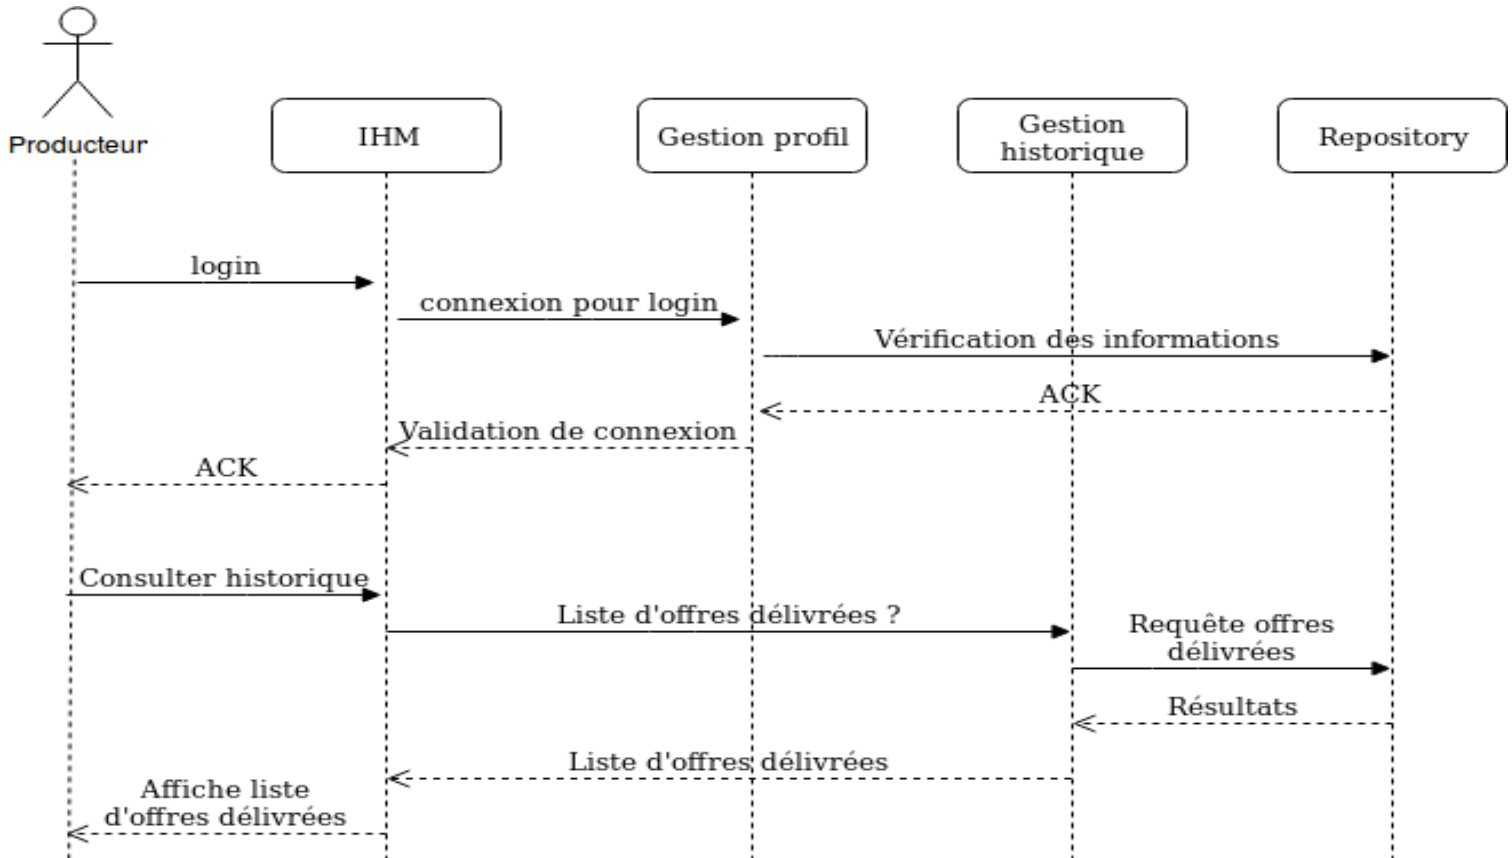 Producteur
IHM
Gestion profil
Gestion
historique
Repository
login
connexion pour login
Vérification des informations
ACK
Validation de connexion
ACK
Consulter historique
Liste d'offres délivrées ?
Requête offres
délivrées
Résultats
Liste d'offres délivrées
Affiche liste
d'offres délivrées